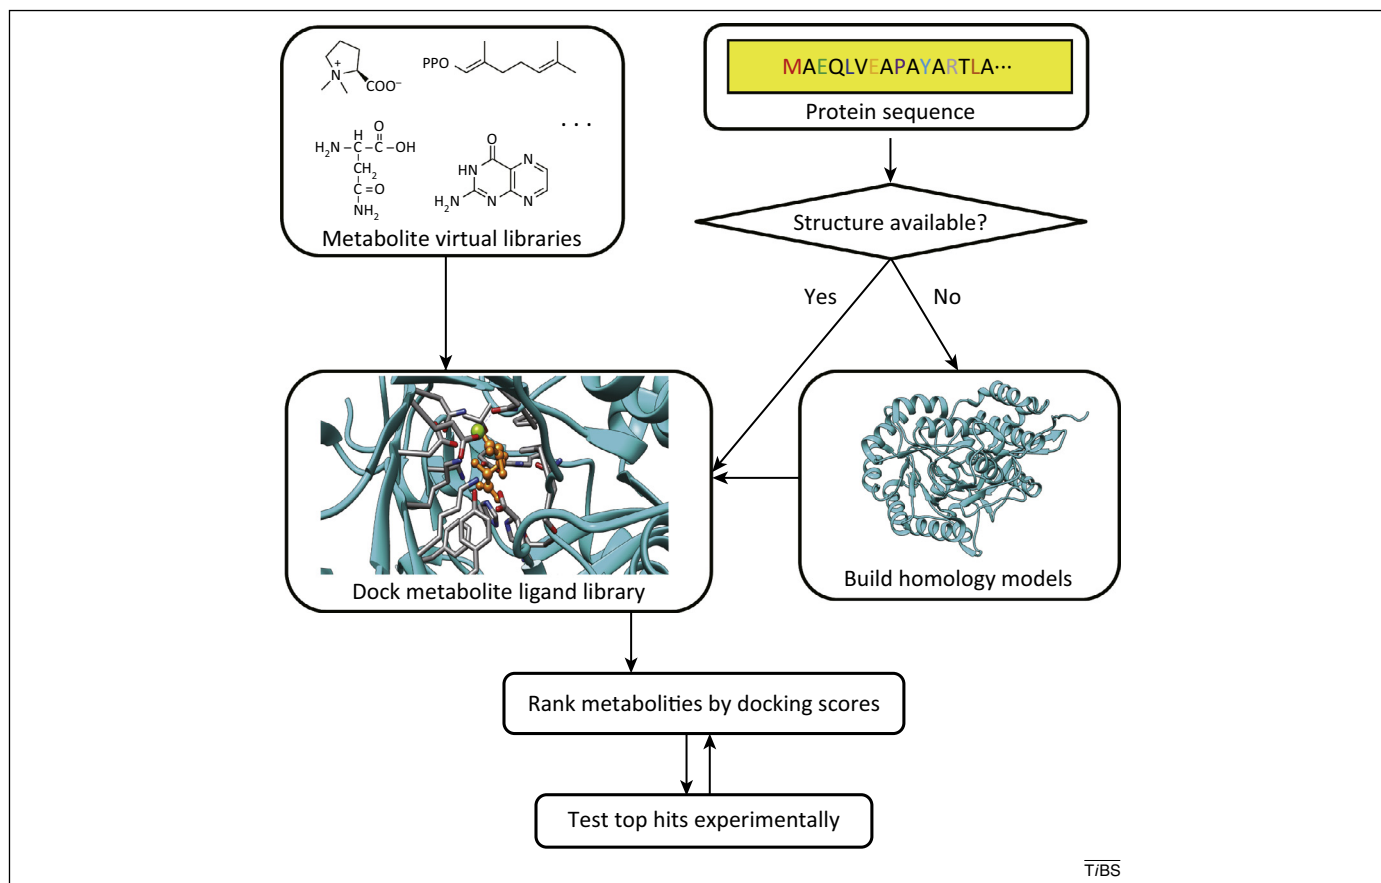 PPO
N
+
COO⁻
. . .
H
O
H₂N
C
C
OH
CH₂
C
=
O
NH₂
O
HN
N
H₂N
N
N
Metabolite virtual libraries
MAEQLVEAPAYARTLA···
Protein sequence
Structure available?
Yes
No
Dock metabolite ligand library
Build homology models
Rank metabolities by docking scores
Test top hits experimentally
TiBS